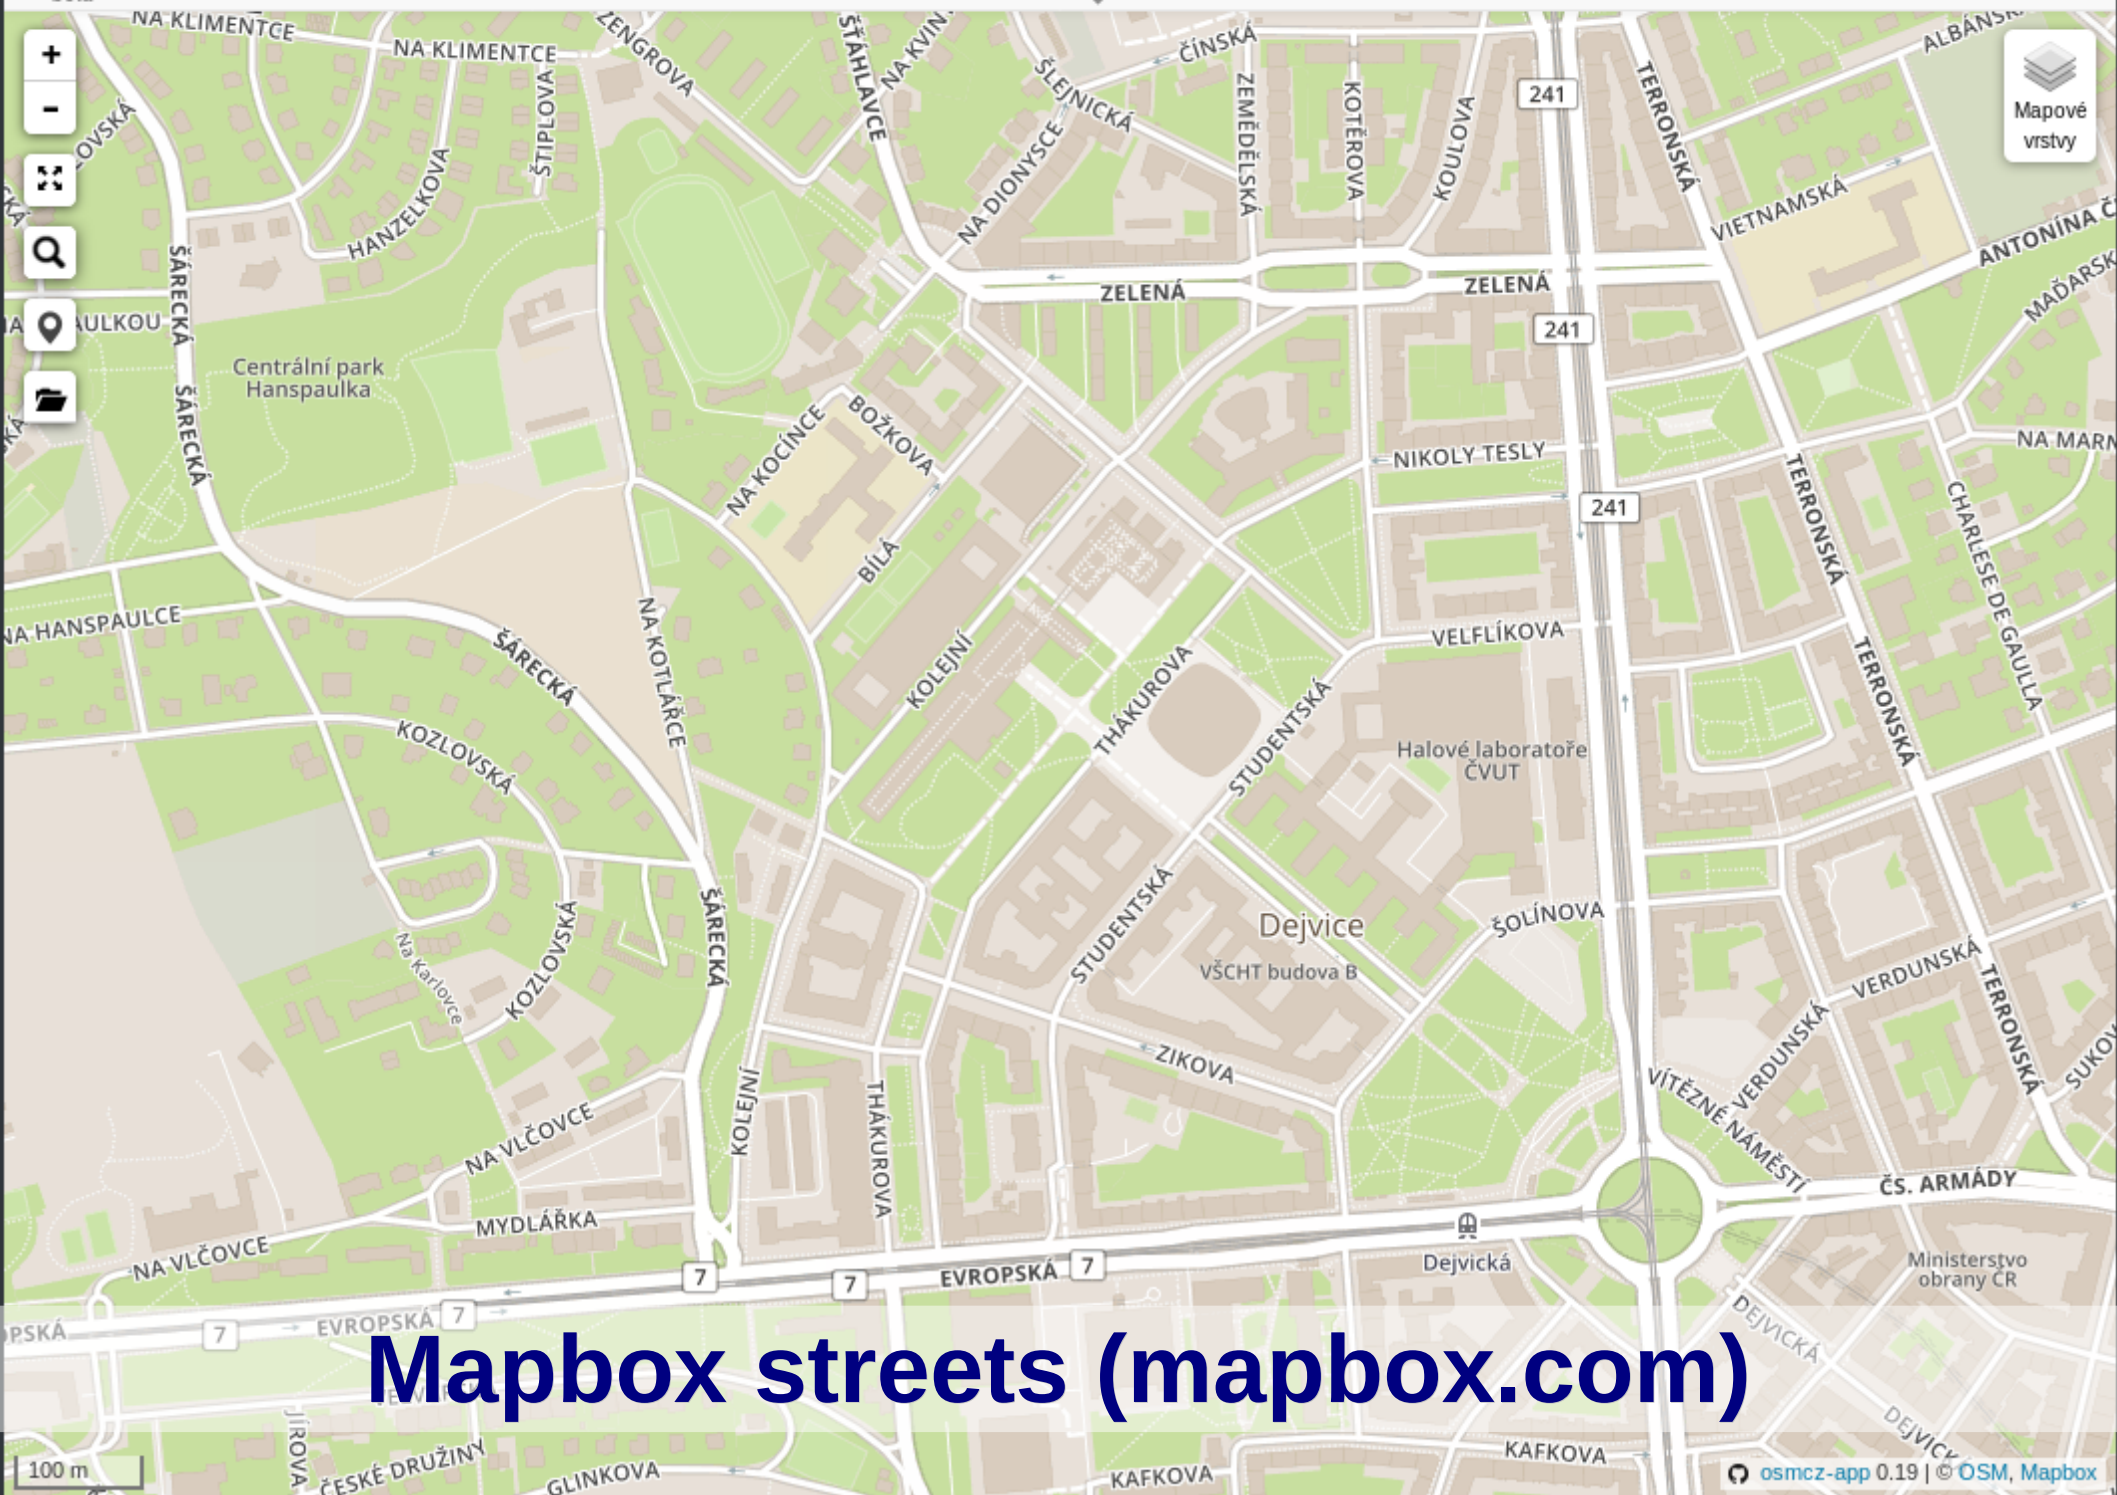 NA KLIMENTCE
NA KLIMENTCE
ZENGROVA
ŠŤÁHLAVCE
ČÍNSKÁ
ŠLEJNICKÁ
ZEMĚDĚLSKÁ
KOTĚROVA
KOULOVA
241
TERRONSKÁ
Mapové
vrstvy
+
-
ŠTIPLOVA
HANZELKOVA
NA DIONYSCE
VIETNAMSKÁ
ŠÁRECKÁ
ZELENÁ
ZELENÁ
241
Centrální park
Hanspaulka
ŠÁRECKÁ
NA KOCÍNCE
BOŽKOVA
NIKOLY TESLY
241
TERRONSKÁ
CHARLESE DE GAULLA
BÍLÁ
NA HANSPAULCE
ŠÁRECKÁ
NA KOTLÁŘCE
KOLEJNÍ
THÁKUROVA
STUDENTSKÁ
VELFLÍKOVA
TERRONSKÁ
KOZLOVSKÁ
Halové laboratoře
ČVUT
ŠÁRECKÁ
STUDENTSKÁ
Dejvice
ŠOLÍNOVA
VŠCHT budova B
Na Karlovce
KOZLOVSKÁ
VERDUNSKÁ
TERRONSKÁ
VERDUNSKÁ
ZIKOVA
VÍTĚZNÉ NÁMĚSTÍ
NA VLČOVCE
KOLEJNÍ
THÁKUROVA
MYDLÁŘKA
ČS. ARMÁDY
NA VLČOVCE
7
7
EVROPSKÁ
7
Dejvická
Ministerstvo
obrany ČR
EVROPSKÁ
7
7
DEJVICKÁ
Mapbox streets (mapbox.com)
JÍROVA
ČESKÉ DRUŽINY
GLINKOVA
KAFKOVA
KAFKOVA
100 m
osmcz-app 0.19 | © OSM, Mapbox